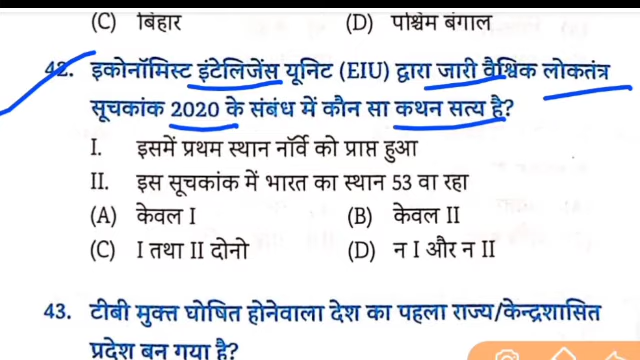 (C) बिहार (D) पश्चिम बंगाल
42. इकोनॉमिस्ट इंटेलिजेंस यूनिट (EIU) द्वारा जारी वैश्विक लोकतंत्र
सूचकांक 2020 के संबंध में कौन सा कथन सत्य है?
I. इसमें प्रथम स्थान नॉर्वे को प्राप्त हुआ
II. इस सूचकांक में भारत का स्थान 53 वा रहा
(A) केवल I (B) केवल II
(C) I तथा II दोनो (D) न I और न II
43. टीबी मुक्त घोषित होनेवाला देश का पहला राज्य/केन्द्रशासित
प्रदेश बन गया है?